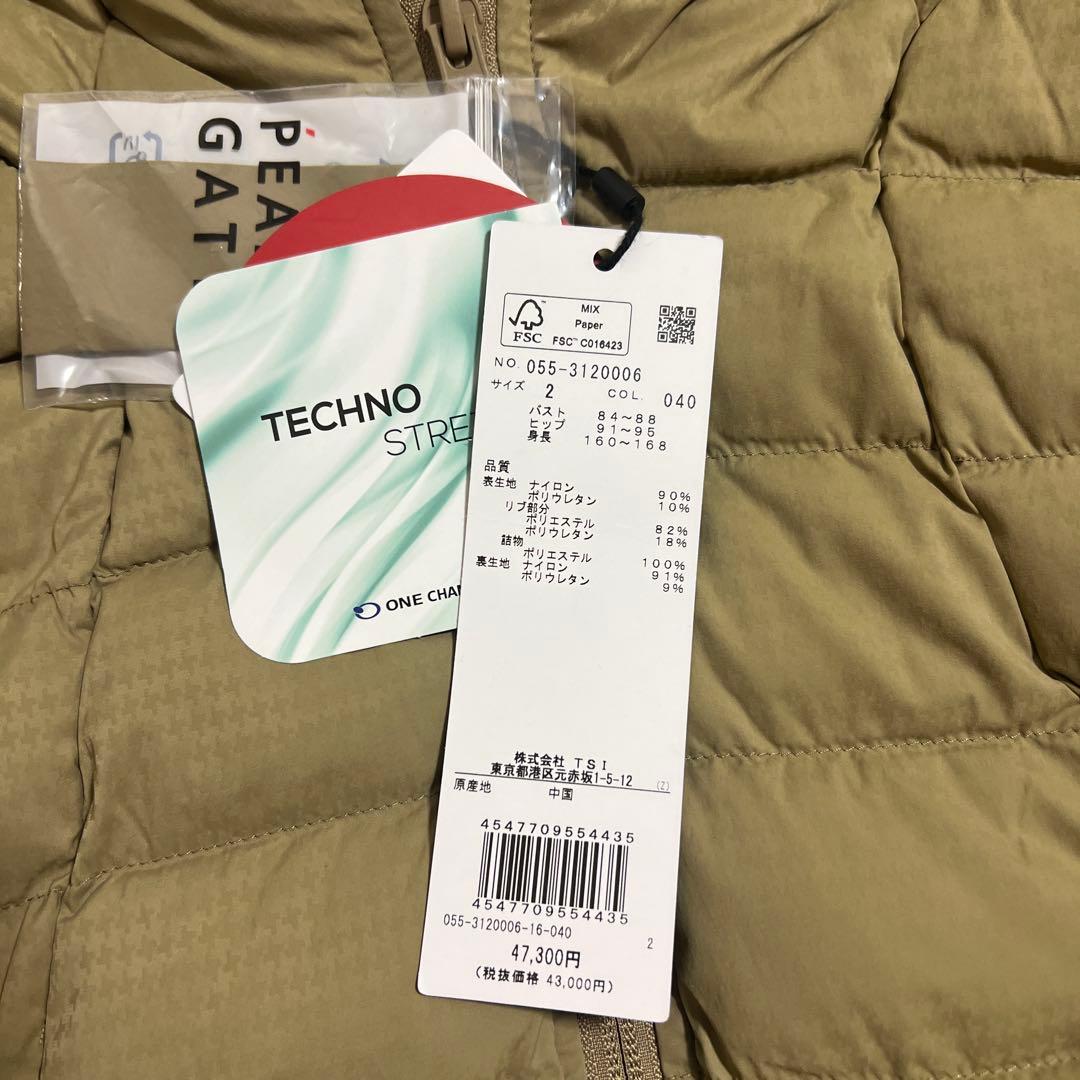 PEA
GAT
TECHNO
STRE
ONE CHA
FSC
MIX
Paper
FSC™ C016423
NO. 055-3120006
サイズ 2 COL. 040
バスト 84~88
ヒップ 91~95
身長 160~168
品質
表生地 ナイロン 90%
ポリウレタン 10%
リブ部分
ポリエステル 82%
ポリウレタン 18%
詰物
ポリエステル 100%
裏生地 ナイロン 91%
ポリウレタン 9%
株式会社 TSI
東京都港区元赤坂1-5-12 (Z)
原産地 中国
4547709554435
4547709554435
055-3120006-16-040 2
47,300円
(税抜価格 43,000円)